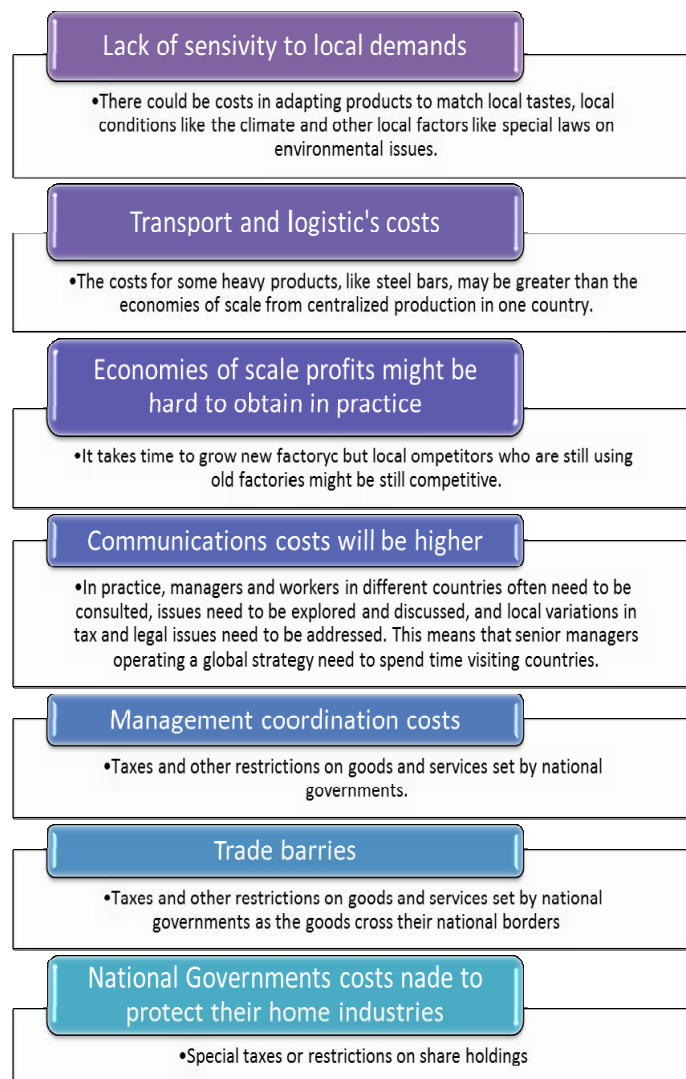 Lack of sensivity to local demands
•There could be costs in adapting products to match local tastes, local
conditions like the climate and other local factors like special laws on
environmental issues.
Transport and logistic's costs
•The costs for some heavy products, like steel bars, may be greater than the
economies of scale from centralized production in one country.
Economies of scale profits might be
hard to obtain in practice
•It takes time to grow new factoryc but local ompetitors who are still using
old factories might be still competitive.
Communications costs will be higher
•In practice, managers and workers in different countries often need to be
consulted, issues need to be explored and discussed, and local variations in
tax and legal issues need to be addressed. This means that senior managers
operating a global strategy need to spend time visiting countries.
Management coordination costs
•Taxes and other restrictions on goods and services set by national
governments.
Trade barries
•Taxes and other restrictions on goods and services set by national
governments as the goods cross their national borders
National Governments costs nade to
protect their home industries
•Special taxes or restrictions on share holdings